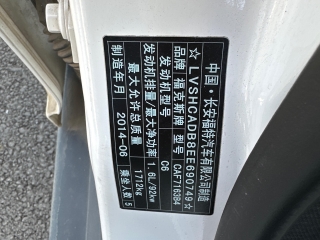 中国·长安福特汽车有限公司制造
☆LVSHCADB8EE690749☆
品牌 福克斯牌 型号 CAF7163B4
发动机型号 C6
发动机排量/最大净功率 1.6L/92kw
最大允许总质量 1712kg
制造年月 2014-06 乘坐人数 5